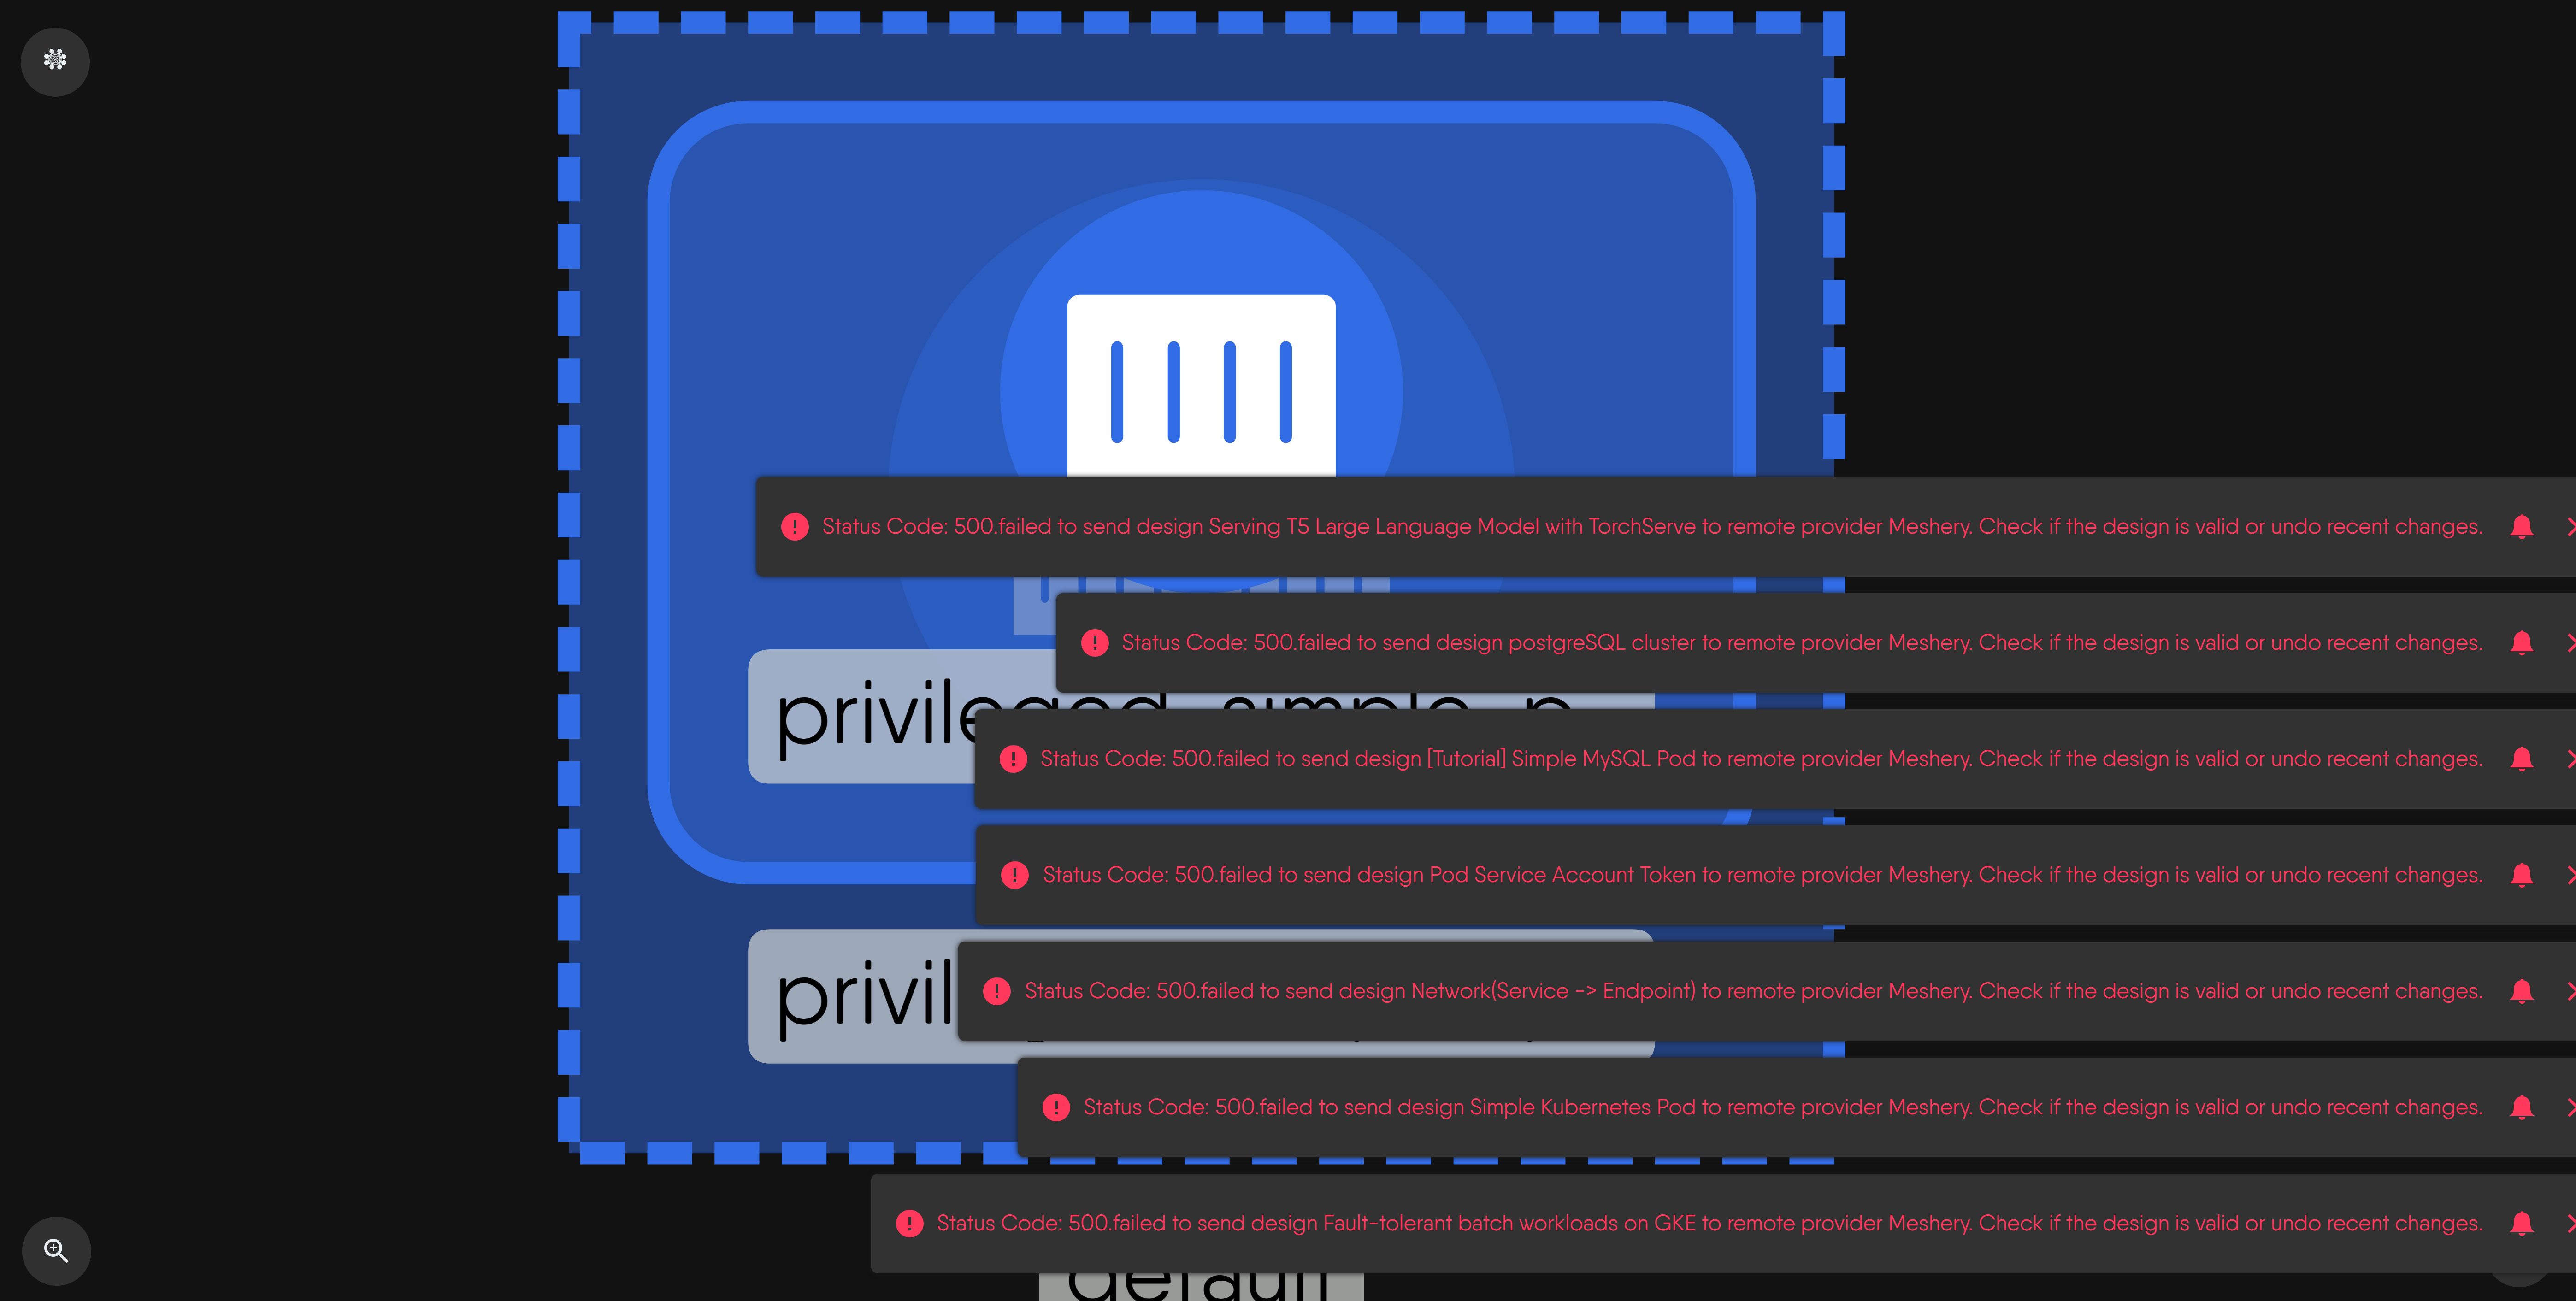 Status Code: 500.failed to send design Serving T5 Large Language Model with TorchServe to remote provider Meshery. Check if the design is valid or undo recent changes.
Status Code: 500.failed to send design postgreSQL cluster to remote provider Meshery. Check if the design is valid or undo recent changes.
privileged-simple-p
Status Code: 500.failed to send design [Tutorial] Simple MySQL Pod to remote provider Meshery. Check if the design is valid or undo recent changes.
Status Code: 500.failed to send design Pod Service Account Token to remote provider Meshery. Check if the design is valid or undo recent changes.
privil
Status Code: 500.failed to send design Network(Service -> Endpoint) to remote provider Meshery. Check if the design is valid or undo recent changes.
Status Code: 500.failed to send design Simple Kubernetes Pod to remote provider Meshery. Check if the design is valid or undo recent changes.
Status Code: 500.failed to send design Fault-tolerant batch workloads on GKE to remote provider Meshery. Check if the design is valid or undo recent changes.
default